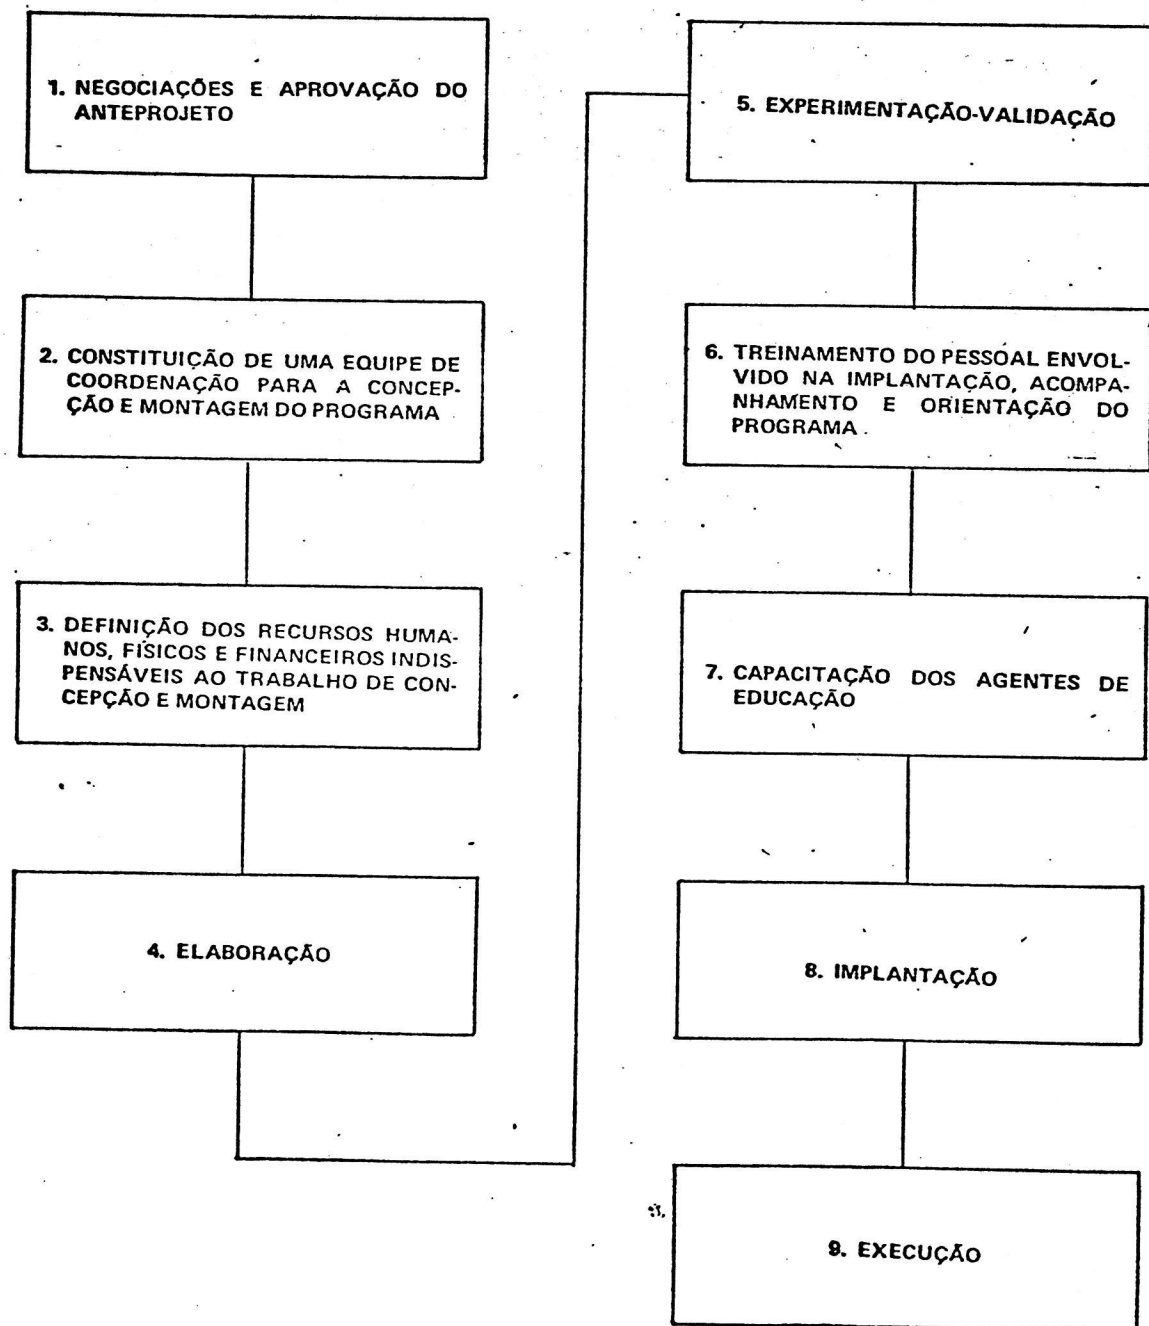 1. NEGOCIAÇÕES E APROVAÇÃO DO
ANTEPROJETO
2. CONSTITUIÇÃO DE UMA EQUIPE DE
COORDENAÇÃO PARA A CONCEP-
ÇÃO E MONTAGEM DO PROGRAMA
3. DEFINIÇÃO DOS RECURSOS HUMA-
NOS, FÍSICOS E FINANCEIROS INDIS-
PENSÁVEIS AO TRABALHO DE CON-
CEPÇÃO E MONTAGEM
4. ELABORAÇÃO
5. EXPERIMENTAÇÃO-VALIDAÇÃO
6. TREINAMENTO DO PESSOAL ENVOL-
VIDO NA IMPLANTAÇÃO, ACOMPA-
NHAMENTO E ORIENTAÇÃO DO
PROGRAMA
7. CAPACITAÇÃO DOS AGENTES DE
EDUCAÇÃO
8. IMPLANTAÇÃO
9. EXECUÇÃO